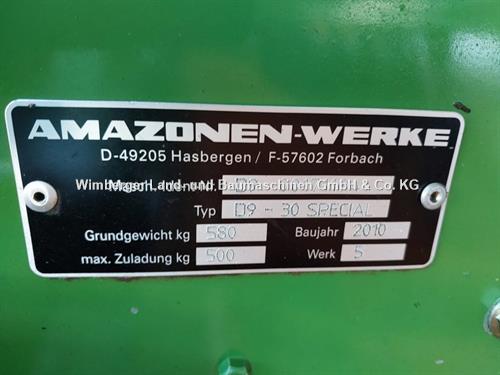 AMAZONEN-WERKE
D-49205 Hasbergen / F-57602 Forbach
Wimberger Land- und Baumaschinen GmbH & Co. KG
Typ D9 - 30 SPECIAL
Grundgewicht kg 580 Baujahr 2010
max. Zuladung kg 500 Werk 5